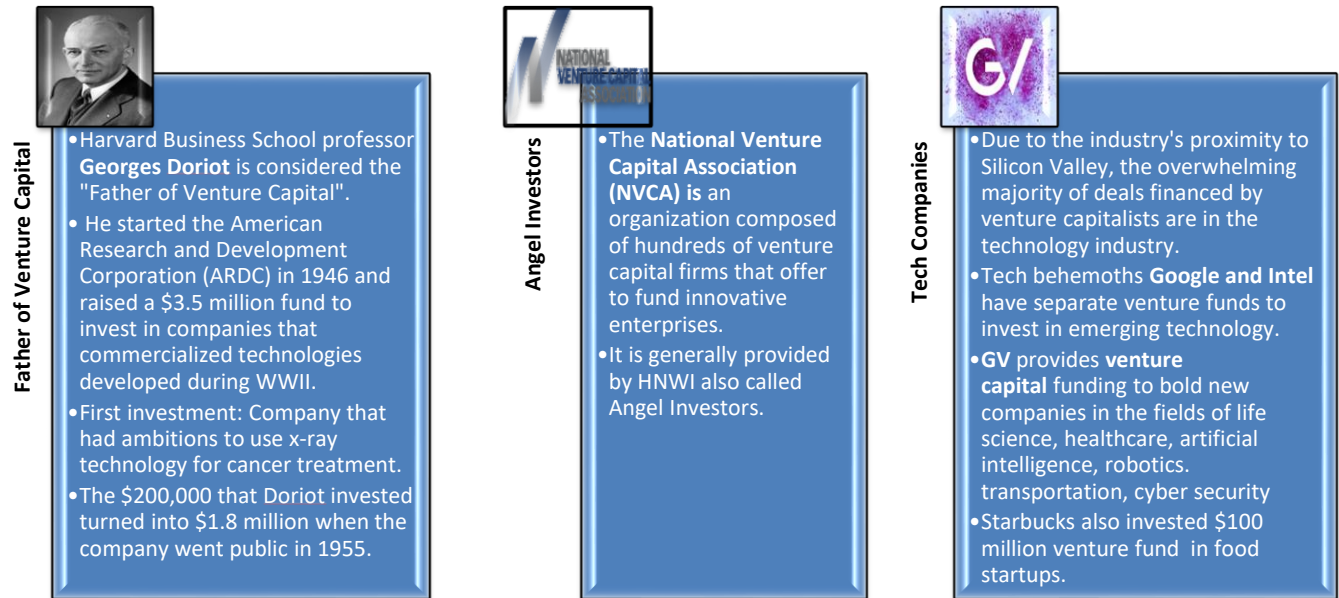 Father of Venture Capital
•Harvard Business School professor
Georges Doriot is considered the
"Father of Venture Capital".
• He started the American
Research and Development
Corporation (ARDC) in 1946 and
raised a $3.5 million fund to
invest in companies that
commercialized technologies
developed during WWII.
•First investment: Company that
had ambitions to use x-ray
technology for cancer treatment.
•The $200,000 that Doriot invested
turned into $1.8 million when the
company went public in 1955.
NATIONAL
VENTURE CAPITAL
ASSOCIATION
Angel Investors
•The National Venture
Capital Association
(NVCA) is an
organization composed
of hundreds of venture
capital firms that offer
to fund innovative
enterprises.
•It is generally provided
by HNWI also called
Angel Investors.
GV
Tech Companies
•Due to the industry's proximity to
Silicon Valley, the overwhelming
majority of deals financed by
venture capitalists are in the
technology industry.
•Tech behemoths Google and Intel
have separate venture funds to
invest in emerging technology.
•GV provides venture
capital funding to bold new
companies in the fields of life
science, healthcare, artificial
intelligence, robotics.
transportation, cyber security
•Starbucks also invested $100
million venture fund  in food
startups.